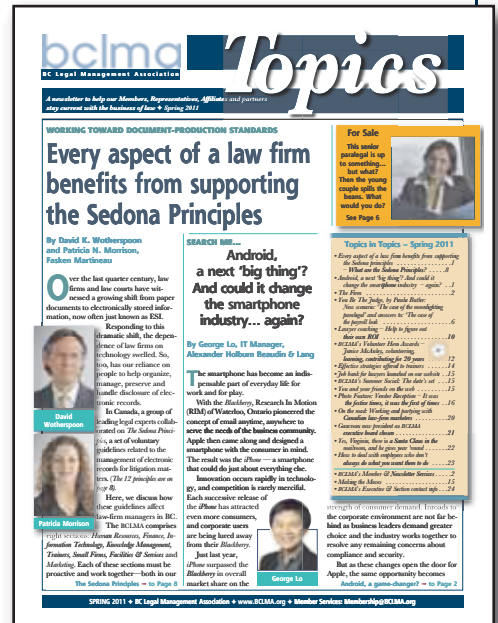 bclma
BC Legal Management Association
Topics
A newsletter to help our Members, Representatives, Affiliates and partners
stay current with the business of law ✦ Spring 2011
WORKING TOWARD DOCUMENT-PRODUCTION STANDARDS
Every aspect of a law firm
benefits from supporting
the Sedona Principles
By David K. Wotherspoon
and Patricia N. Morrison,
Fasken Martineau
Over the last quarter century, law
firms and law courts have wit-
nessed a growing shift from paper
documents to electronically stored infor-
mation, now often just known as ESI.
Responding to this
dramatic shift, the depen-
dence of law firms on
technology swelled. So,
too, has our reliance on
people to help organize,
manage, preserve and
handle disclosure of elec-
tronic records.
In Canada, a group of
leading legal experts collab-
orated on The Sedona Princi-
ples, a set of voluntary
guidelines related to the
management of electronic
records for litigation mat-
ters. (The 12 principles are on
page 8).
Here, we discuss how
these guidelines affect
law-firm managers in BC.
The BCLMA comprises
right sections: Human Resources, Finance, In-
formation Technology, Knowledge Management,
Trainers, Small Firms, Facilities & Services and
Marketing. Each of these sections must be
proactive and work together—both in our
The Sedona Principles → to Page 8
David
Wotherspoon
Patricia Morrison
SEARCH ME...
Android,
a next ‘big thing’?
And could it change
the smartphone
industry… again?
By George Lo, IT Manager,
Alexander Holburn Beaudin & Lang
The smartphone has become an indis-
pensable part of everyday life for
work and for play.
With the Blackberry, Research In Motion
(RIM) of Waterloo, Ontario pioneered the
concept of email anytime, anywhere to
serve the needs of the business community.
Apple then came along and designed a
smartphone with the consumer in mind.
The result was the iPhone — a smartphone
that could do just about everything else.
Innovation occurs rapidly in technolo-
gy, and competition is rarely merciful.
Each successive release
of the iPhone has attracted
even more consumers,
and corporate users
are being lured away
from their Blackberry.
Just last year,
iPhone surpassed the
Blackberry in overall
market share on the
George Lo
strength of consumer demand. Trends to
the corporate environment are not far be-
hind as business leaders demand greater
choice and the industry works together to
resolve any remaining concerns about
compliance and security.
But as these changes open the door for
Apple, the same opportunity becomes
Android, a game-changer? → to Page 2
For Sale
This senior
paralegal is up
to something…
but what?
Then the young
couple spills the
beans. What
would you do?
See Page 6
Topics in Topics – Spring 2011
• Every aspect of a law firm benefits from supporting
the Sedona principles ..............1
– What are the Sedona Principles? ....8
• Android, a next ‘big thing’? And could it
change the smartphone industry – again? ...1
• The Firm ....................2
• You Be The Judge, by Paula Butler:
New scenario: ‘The case of the moonlighting
paralegal’ and answers to: ‘The case of
the payroll leak ..................6
• Lawyer coaching – Help to figure out
their own ROI ................10
• BCLMA’s Volunteer Hero Awards –
Janice McAuley, volunteering,
learning, contributing for 20 years 12
• Effective strategies offered to trainers ....14
• Job bank for lawyers launched on our website ..15
• BCLMA’s Summer Social: The date’s set ...15
• You and your friends on the web .......15
• Photo Feature: Vendor Reception – It was
the festive times, it was the first of times ...16
• On the road: Working and partying with
Canadian law-firm marketers .......20
• Gaurveen now president as BCLMA
executive board chosen ............21
• Yes, Virginia, there is a Santa Claus in the
mailroom, and he gives year ’round .....22
• How to deal with employees who don’t
always do what you want them to do ....23
• BCLMA’s Member & Newsletter Services ...2
• Making the Moves ................15
• BCLMA’s Executive & Section contact info ...24
SPRING 2011 ✦ BC Legal Management Association ✦ www.BCLMA.org ✦ Member Services: Membership@BCLMA.org